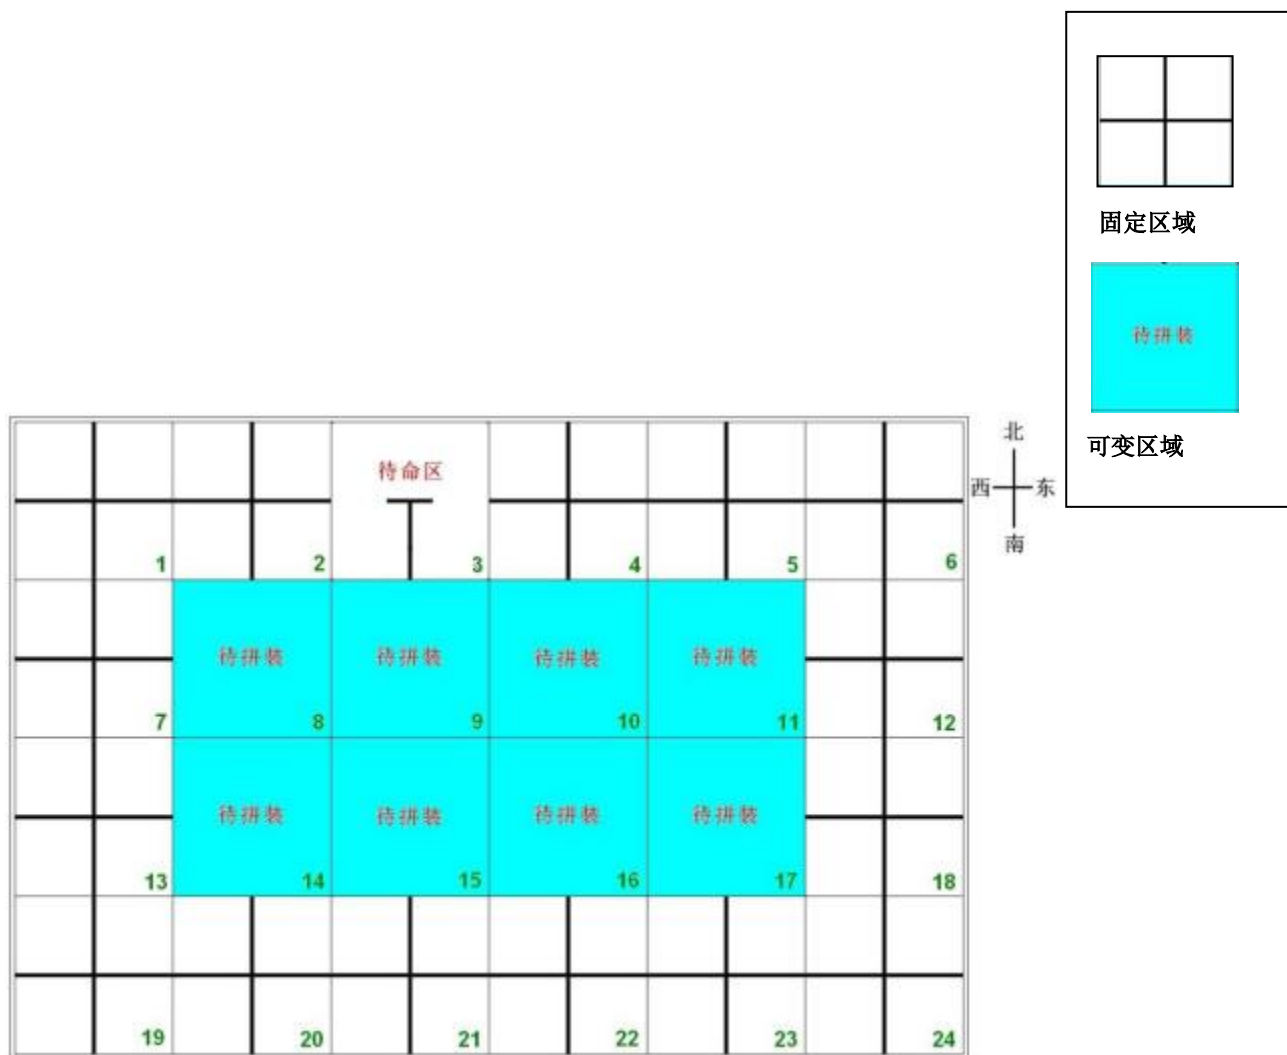 固定区域
待拼装
可变区域
北
西 东
南
待命区
1 2 3 4 5 6
待拼装 待拼装 待拼装 待拼装
7 8 9 10 11 12
待拼装 待拼装 待拼装 待拼装
13 14 15 16 17 18
19 20 21 22 23 24